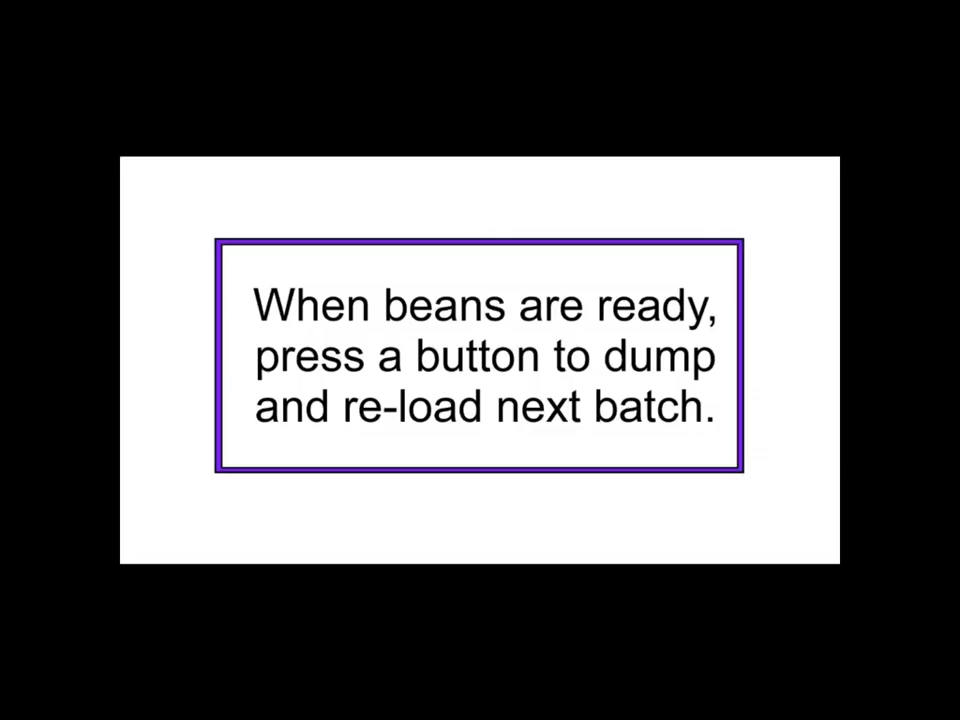 When beans are ready,
press a button to dump
and re-load next batch.